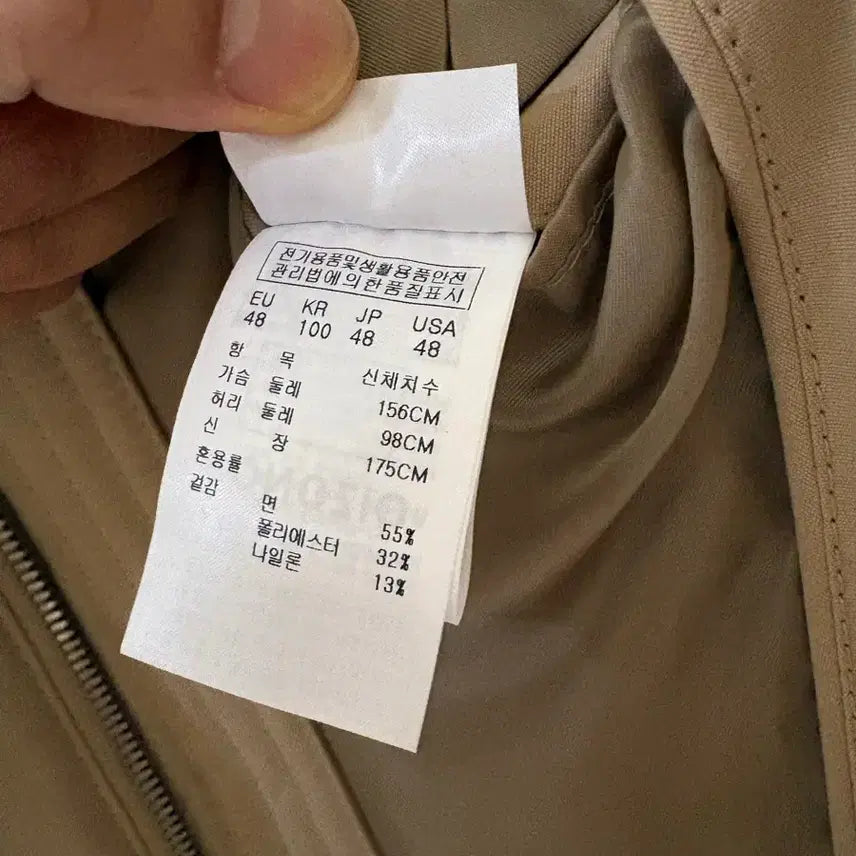 전기용품및생활용품안전
관리법에의한품질표시
EU KR JP USA
48 100 48 48
항 목 신체치수
가슴 둘레 156CM
허리 둘레 98CM
신 장 175CM
혼용률
겉감
면 55%
폴리에스터 32%
나일론 13%